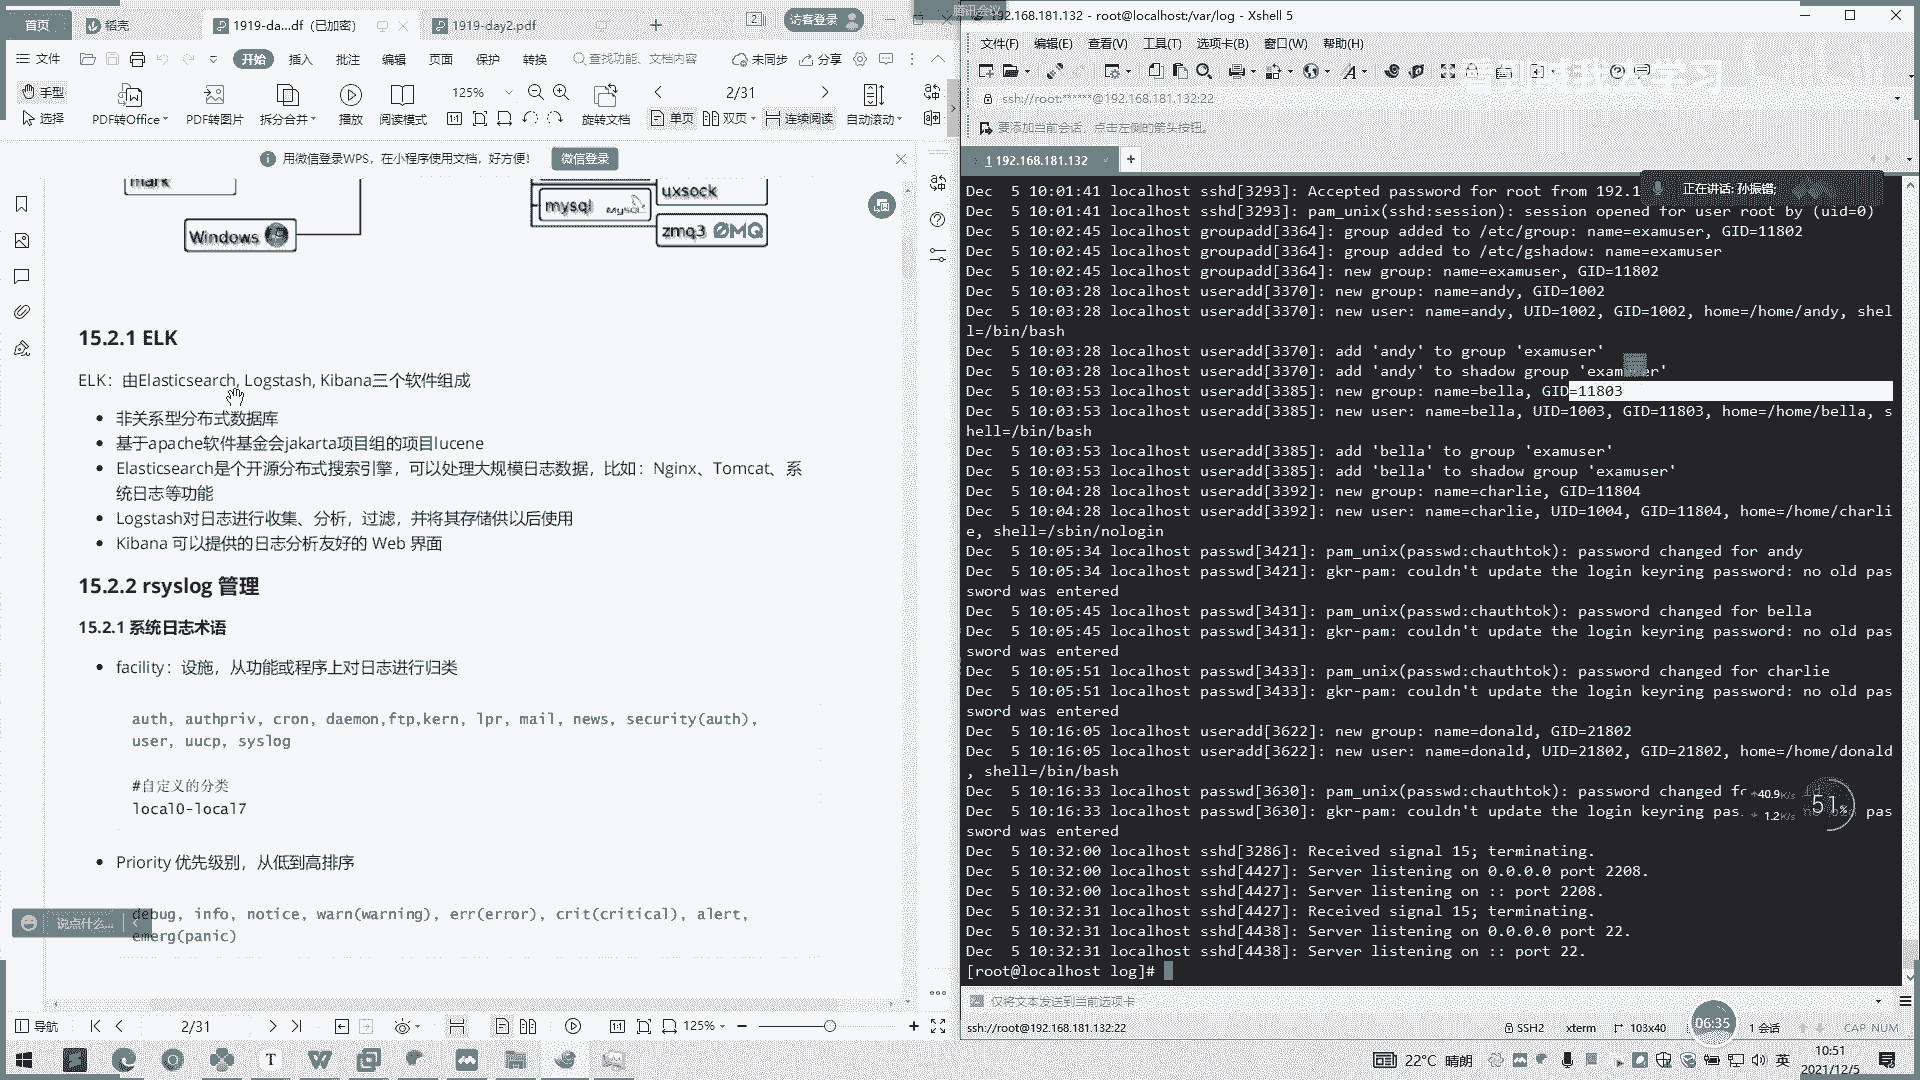 首页
稻壳
1919-da...df (已加密)
1919-day2.pdf
访客登录
文件
开始
插入
批注
编辑
页面
保护
转换
查找功能、文档内容
未同步
分享
手型
选择
PDF转Office
PDF转图片
拆分合并
播放
阅读模式
125%
旋转文档
2/31
单页
双页
连续阅读
自动滚动
用微信登录WPS，在小程序使用文档，好方便！
微信登录
mark
Windows
mysql
uxsock
zmq3 ØMQ
15.2.1 ELK
ELK：由Elasticsearch, Logstash, Kibana三个软件组成
非关系型分布式数据库
基于apache软件基金会jakarta项目组的项目lucene
Elasticsearch是个开源分布式搜索引擎，可以处理大规模日志数据，比如：Nginx、Tomcat、系
统日志等功能
Logstash对日志进行收集、分析，过滤，并将其存储供以后使用
Kibana 可以提供的日志分析友好的 Web 界面
15.2.2 rsyslog 管理
15.2.1 系统日志术语
facility：设施，从功能或程序上对日志进行归类
auth, authpriv, cron, daemon,ftp,kern, lpr, mail, news, security(auth),
user, uucp, syslog
#自定义的分类
local0-local7
Priority 优先级别，从低到高排序
debug, info, notice, warn(warning), err(error), crit(critical), alert,
emerg(panic)
说点什么...
导航
2/31
125%
腾讯会议
192.168.181.132 - root@localhost:/var/log - Xshell 5
文件(F)
编辑(E)
查看(V)
工具(T)
选项卡(B)
窗口(W)
帮助(H)
ssh://root:******@192.168.181.132:22
要添加当前会话，点击左侧的箭头按钮。
1 192.168.181.132
正在讲话: 孙振锴;
Dec  5 10:01:41 localhost sshd[3293]: Accepted password for root from 192.1
Dec  5 10:01:41 localhost sshd[3293]: pam_unix(sshd:session): session opened for user root by (uid=0)
Dec  5 10:02:45 localhost groupadd[3364]: group added to /etc/group: name=examuser, GID=11802
Dec  5 10:02:45 localhost groupadd[3364]: group added to /etc/gshadow: name=examuser
Dec  5 10:02:45 localhost groupadd[3364]: new group: name=examuser, GID=11802
Dec  5 10:03:28 localhost useradd[3370]: new group: name=andy, GID=1002
Dec  5 10:03:28 localhost useradd[3370]: new user: name=andy, UID=1002, GID=1002, home=/home/andy, shel
l=/bin/bash
Dec  5 10:03:28 localhost useradd[3370]: add 'andy' to group 'examuser'
Dec  5 10:03:28 localhost useradd[3370]: add 'andy' to shadow group 'examuser'
Dec  5 10:03:53 localhost useradd[3385]: new group: name=bella, GID=11803
Dec  5 10:03:53 localhost useradd[3385]: new user: name=bella, UID=1003, GID=11803, home=/home/bella, s
hell=/bin/bash
Dec  5 10:03:53 localhost useradd[3385]: add 'bella' to group 'examuser'
Dec  5 10:03:53 localhost useradd[3385]: add 'bella' to shadow group 'examuser'
Dec  5 10:04:28 localhost useradd[3392]: new group: name=charlie, GID=11804
Dec  5 10:04:28 localhost useradd[3392]: new user: name=charlie, UID=1004, GID=11804, home=/home/charli
e, shell=/sbin/nologin
Dec  5 10:05:34 localhost passwd[3421]: pam_unix(passwd:chauthtok): password changed for andy
Dec  5 10:05:34 localhost passwd[3421]: gkr-pam: couldn't update the login keyring password: no old pas
sword was entered
Dec  5 10:05:45 localhost passwd[3431]: pam_unix(passwd:chauthtok): password changed for bella
Dec  5 10:05:45 localhost passwd[3431]: gkr-pam: couldn't update the login keyring password: no old pas
sword was entered
Dec  5 10:05:51 localhost passwd[3433]: pam_unix(passwd:chauthtok): password changed for charlie
Dec  5 10:05:51 localhost passwd[3433]: gkr-pam: couldn't update the login keyring password: no old pas
sword was entered
Dec  5 10:16:05 localhost useradd[3622]: new group: name=donald, GID=21802
Dec  5 10:16:05 localhost useradd[3622]: new user: name=donald, UID=21802, GID=21802, home=/home/donald
, shell=/bin/bash
Dec  5 10:16:33 localhost passwd[3630]: pam_unix(passwd:chauthtok): password changed
Dec  5 10:16:33 localhost passwd[3630]: gkr-pam: couldn't update the login keyring pas pas
sword was entered
Dec  5 10:32:00 localhost sshd[3286]: Received signal 15; terminating.
Dec  5 10:32:00 localhost sshd[4427]: Server listening on 0.0.0.0 port 2208.
Dec  5 10:32:00 localhost sshd[4427]: Server listening on :: port 2208.
Dec  5 10:32:31 localhost sshd[4427]: Received signal 15; terminating.
Dec  5 10:32:31 localhost sshd[4438]: Server listening on 0.0.0.0 port 22.
Dec  5 10:32:31 localhost sshd[4438]: Server listening on :: port 22.
[root@localhost log]#
40.9K/s
1.2K/s
51%
仅将文本发送到当前选项卡
ssh://root@192.168.181.132:22
SSH2
xterm
103x40
06:35
1 会话
CAP NUM
22°C 晴朗
英
10:51
2021/12/5